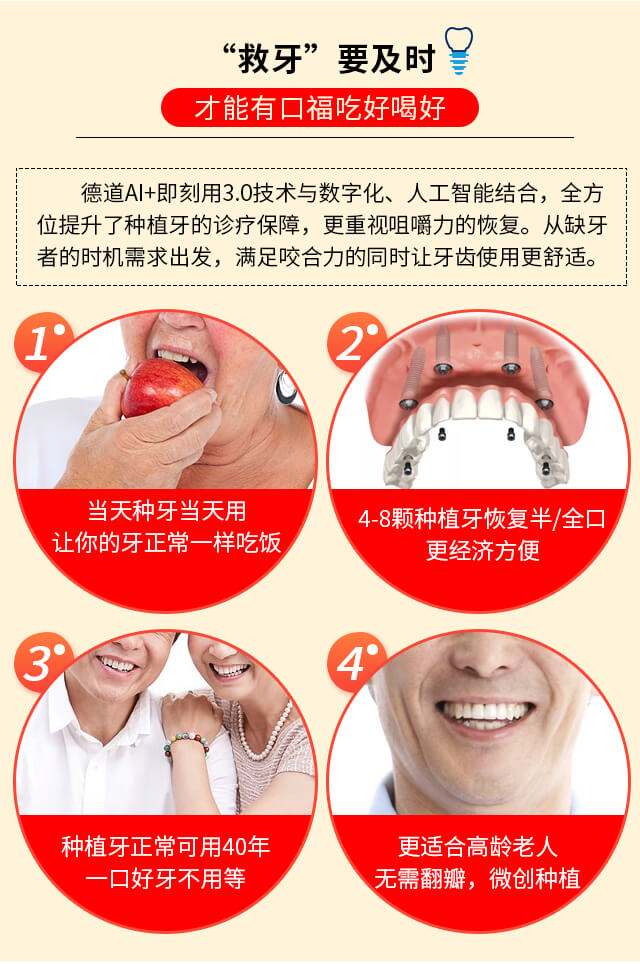 “救牙”要及时
才能有口福吃好喝好
德道AI+即刻用3.0技术与数字化、人工智能结合，全方
位提升了种植牙的诊疗保障，更重视咀嚼力的恢复。从缺牙
者的时机需求出发，满足咬合力的同时让牙齿使用更舒适。
1
当天种牙当天用
让你的牙正常一样吃饭
2
4-8颗种植牙恢复半/全口
更经济方便
3
种植牙正常可用40年
一口好牙不用等
4
更适合高龄老人
无需翻瓣，微创种植